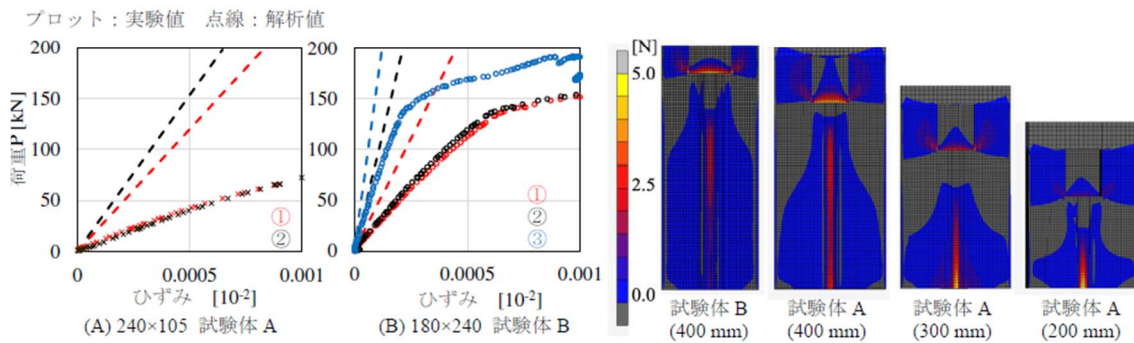 プロット：実験値　点線：解析値
荷重P [kN]
200
150
100
50
0
①
②
0
0.0005
0.001
ひずみ　[10-2]
(A) 240×105 試験体 A
200
150
100
50
0
①
②
③
0
0.0005
0.001
ひずみ　[10-2]
(B) 180×240 試験体 B
[N]
5.0
2.5
0.0
試験体 B
(400 mm)
試験体 A
(400 mm)
試験体 A
(300 mm)
試験体 A
(200 mm)